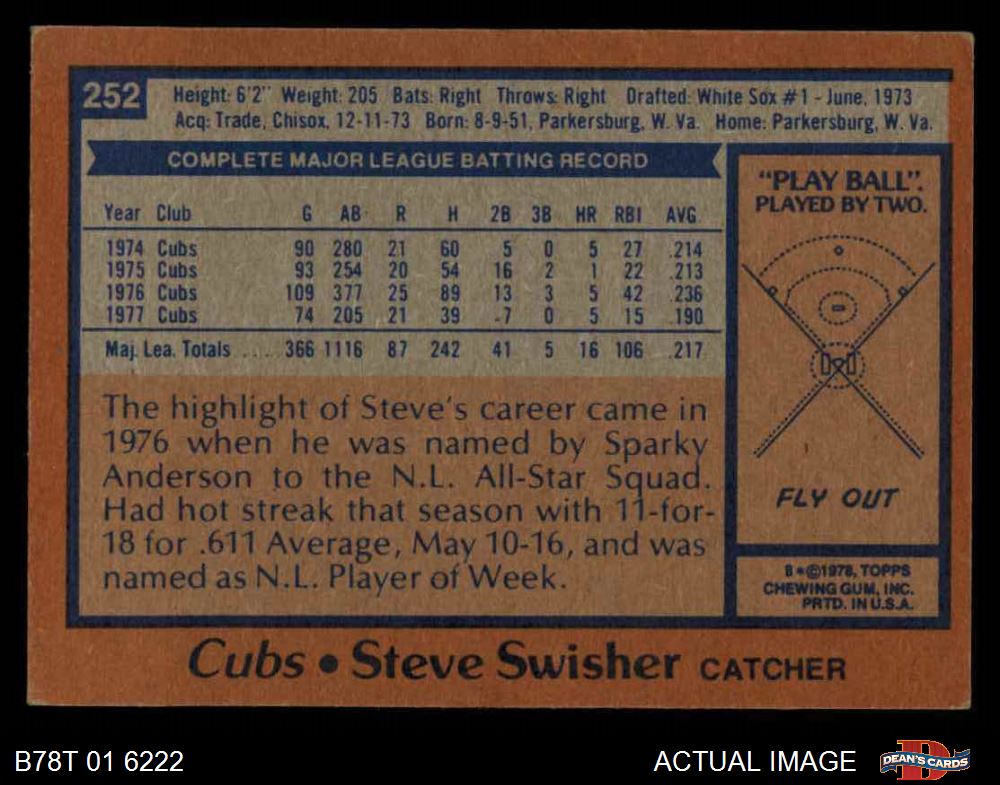 252
Height: 6'2" Weight: 205 Bats: Right Throws: Right Drafted: White Sox #1 - June, 1973
Acq: Trade, Chisox, 12-11-73 Born: 8-9-51, Parkersburg, W. Va. Home: Parkersburg, W. Va.
COMPLETE MAJOR LEAGUE BATTING RECORD
Year Club G AB R H 2B 3B HR RBI AVG.
1974 Cubs 90 280 21 60 5 0 5 27 .214
1975 Cubs 93 254 20 54 16 2 1 22 .213
1976 Cubs 109 377 25 89 13 3 5 42 .236
1977 Cubs 74 205 21 39 7 0 5 15 .190
Maj. Lea. Totals .... 366 1116 87 242 41 5 16 106 .217
The highlight of Steve's career came in
1976 when he was named by Sparky
Anderson to the N.L. All-Star Squad.
Had hot streak that season with 11-for-
18 for .611 Average, May 10-16, and was
named as N.L. Player of Week.
"PLAY BALL".
PLAYED BY TWO.
FLY OUT
B*©1978, TOPPS
CHEWING GUM, INC.
PRTD. IN U.S.A.
Cubs • Steve Swisher CATCHER
B78T 01 6222
ACTUAL IMAGE
D
DEAN'S CARDS